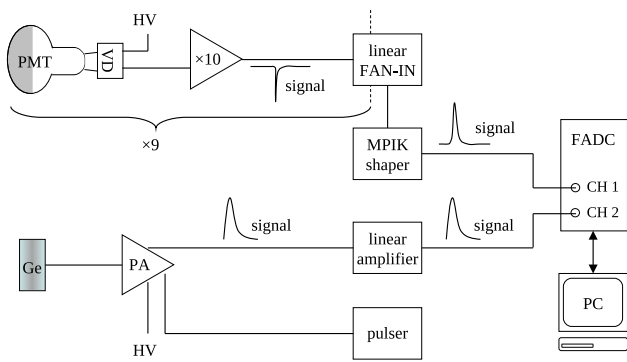 HV
PMT
VD
×10
signal
linear
FAN-IN
×9
MPIK
shaper
signal
FADC
CH 1
CH 2
signal
signal
Ge
PA
linear
amplifier
HV
pulser
PC